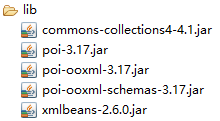 lib
commons-collections4-4.1.jar
poi-3.17.jar
poi-ooxml-3.17.jar
poi-ooxml-schemas-3.17.jar
xmlbeans-2.6.0.jar